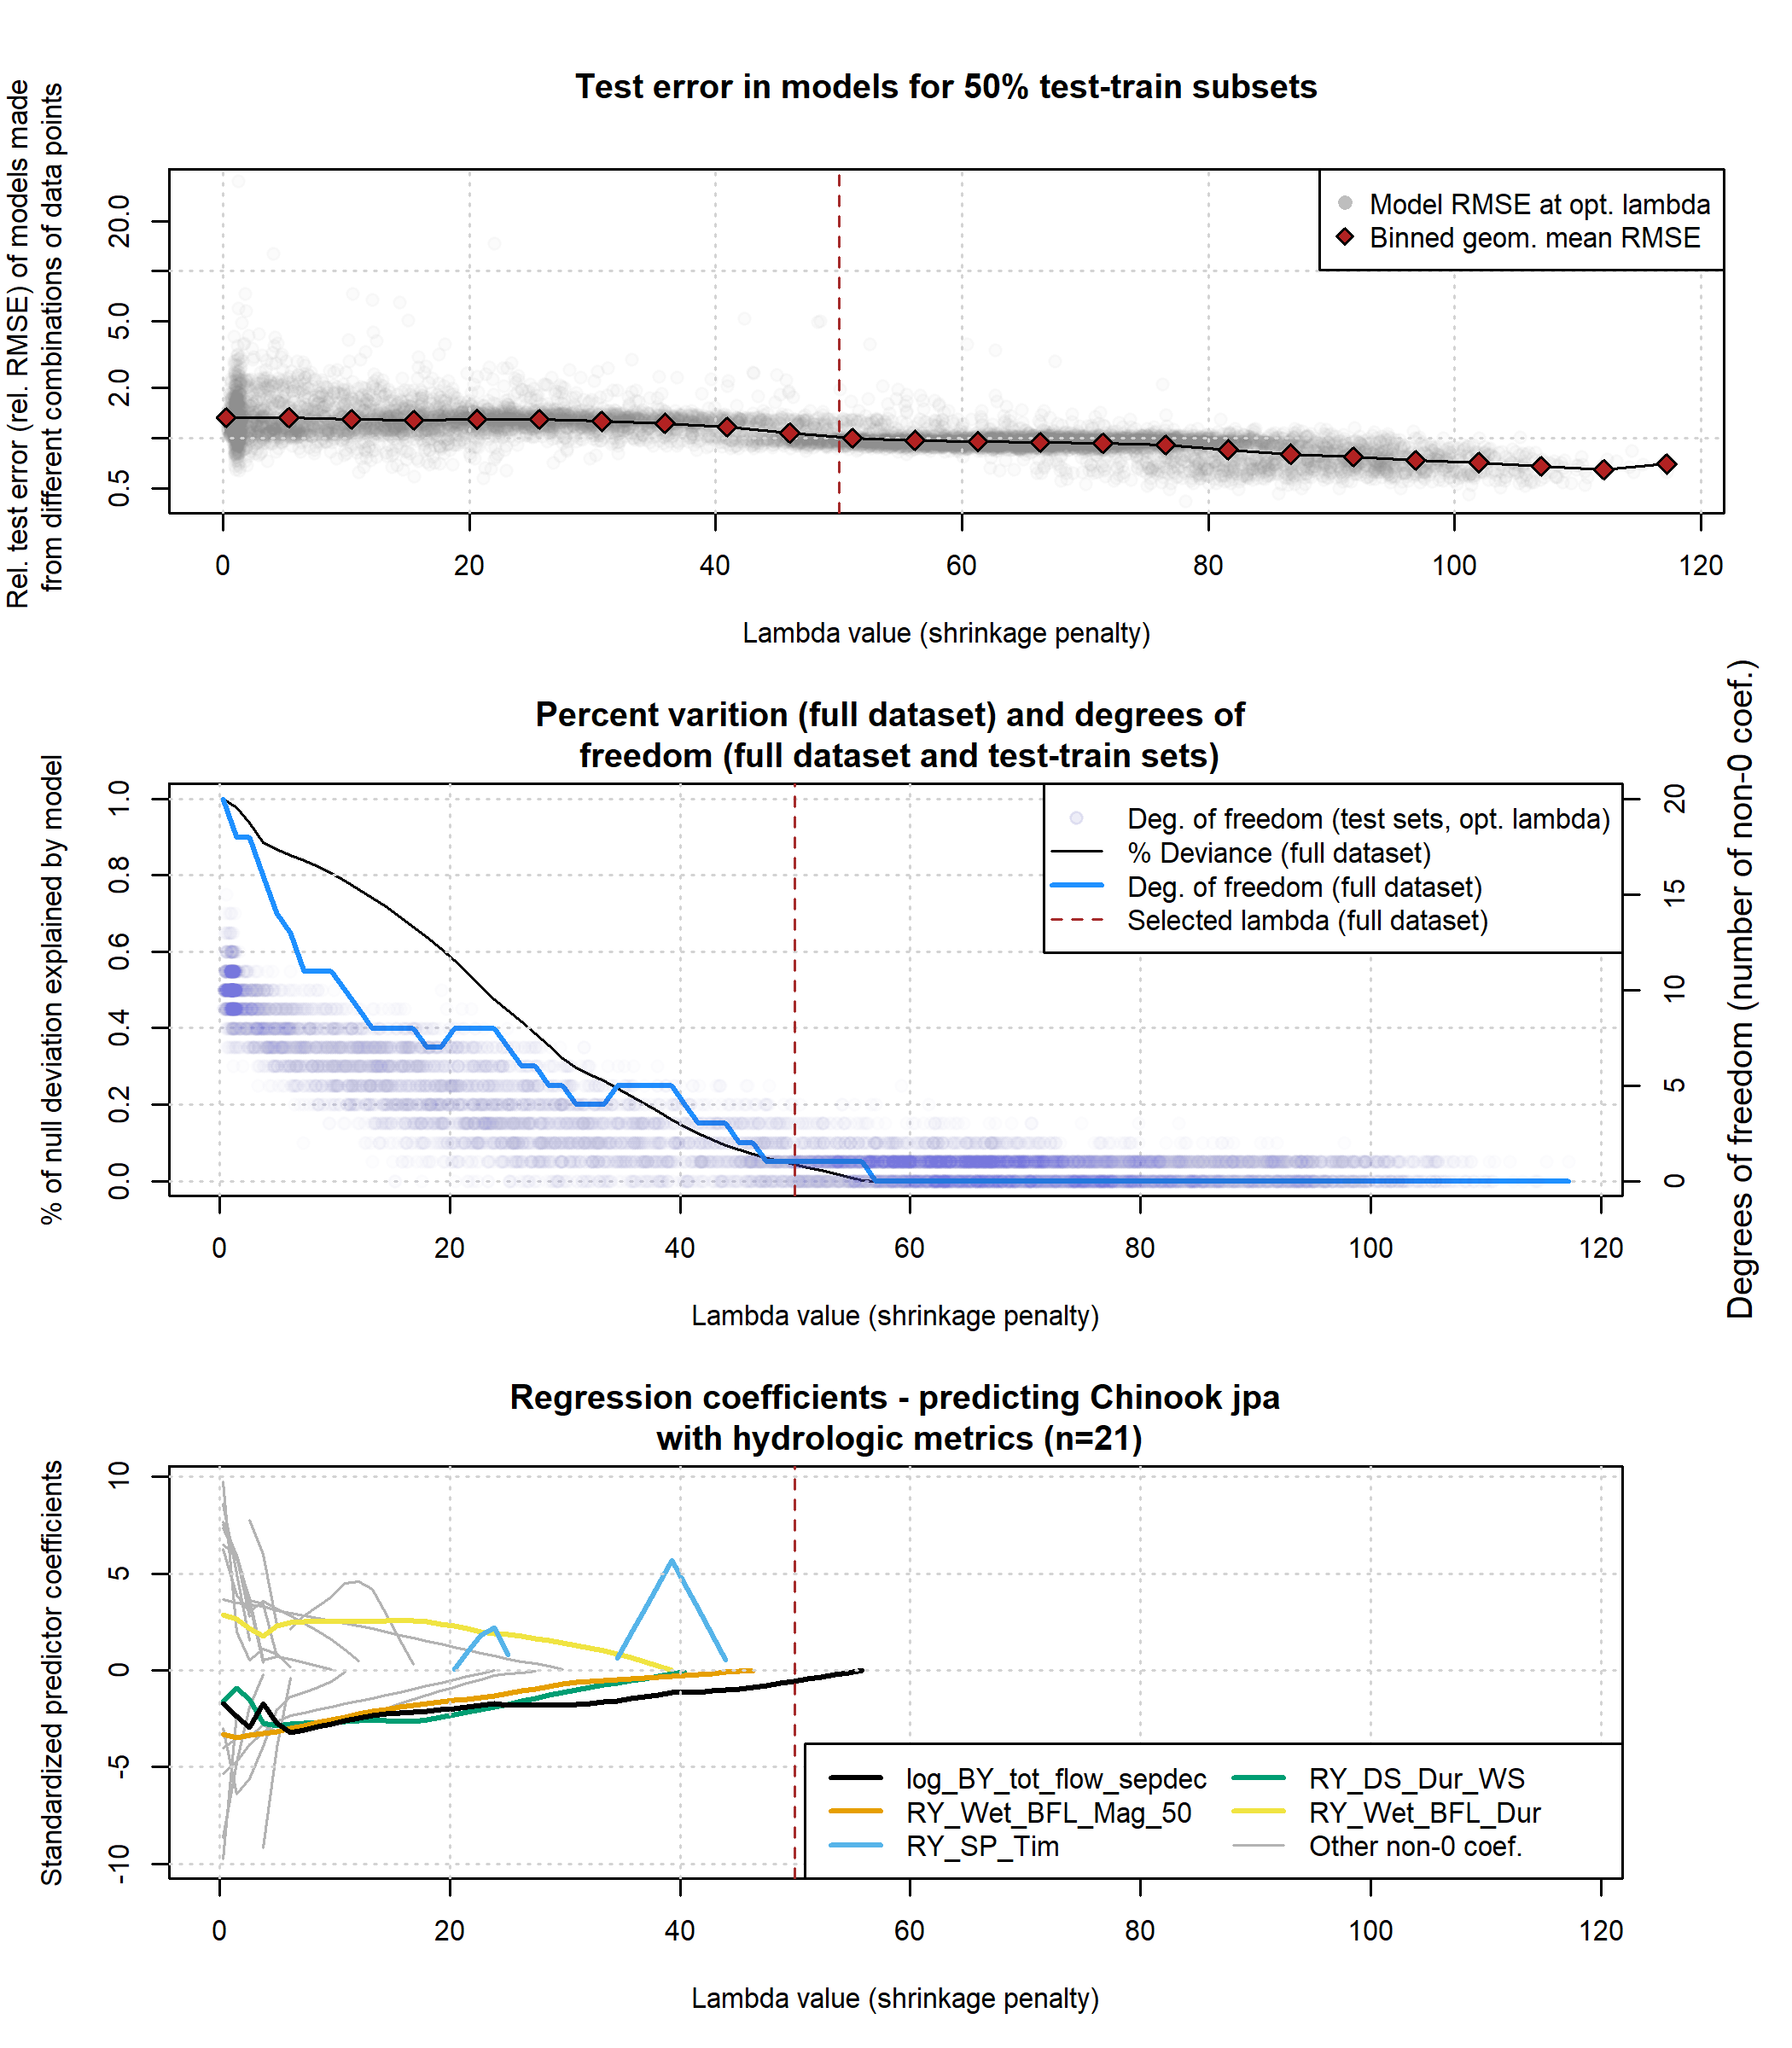 Test error in models for 50% test-train subsets
Rel. test error (rel. RMSE) of models made
from different combinations of data points
20.0
5.0
2.0
0.5
Model RMSE at opt. lambda
Binned geom. mean RMSE
0 20 40 60 80 100 120
Lambda value (shrinkage penalty)
Percent varition (full dataset) and degrees of
freedom (full dataset and test-train sets)
% of null deviation explained by model
1.0
0.8
0.6
0.4
0.2
0.0
Deg. of freedom (test sets, opt. lambda)
% Deviance (full dataset)
Deg. of freedom (full dataset)
Selected lambda (full dataset)
20
15
10
5
0
Degrees of freedom (number of non-0 coef.)
0 20 40 60 80 100 120
Lambda value (shrinkage penalty)
Regression coefficients - predicting Chinook jpa
with hydrologic metrics (n=21)
Standardized predictor coefficients
10
5
0
-5
-10
log_BY_tot_flow_sepdec
RY_Wet_BFL_Mag_50
RY_SP_Tim
RY_DS_Dur_WS
RY_Wet_BFL_Dur
Other non-0 coef.
0 20 40 60 80 100 120
Lambda value (shrinkage penalty)